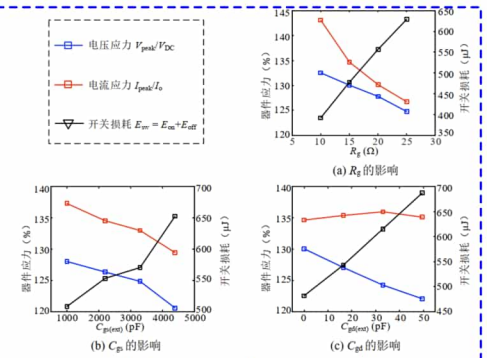 电压应力 Vpeak/VDC
电流应力 Ipeak/Io
开关损耗 Esw = Eon+Eoff
145
140
135
130
125
120
器件应力（%）
650
600
550
500
450
400
350
开关损耗（μJ）
5 10 15 20 25 30
Rg (Ω)
(a) Rg 的影响
140
135
130
125
120
器件应力（%）
700
650
600
550
500
开关损耗（μJ）
1000 2000 3000 4000 5000
Cgs(ext) (pF)
(b) Cgs 的影响
140
135
130
125
120
器件应力（%）
700
650
600
550
500
450
开关损耗（μJ）
0 10 20 30 40 50
Cgd(ext) (pF)
(c) Cgd 的影响